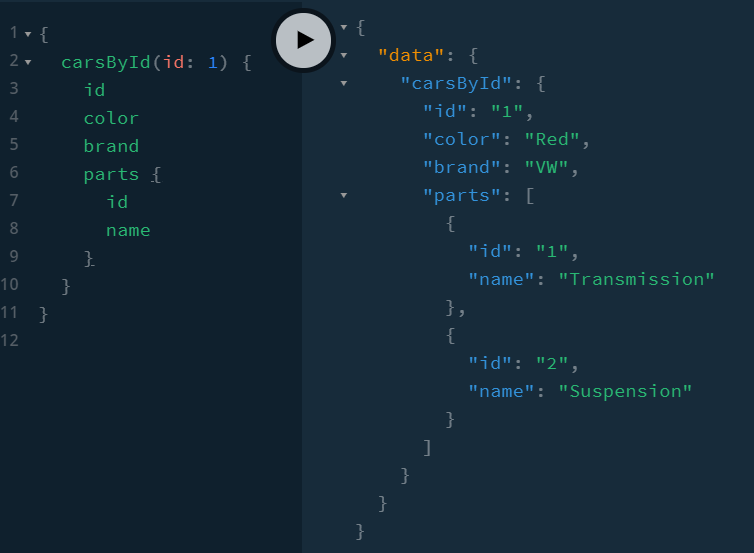 1 {
2 carsById(id: 1) {
3 id
4 color
5 brand
6 parts {
7 id
8 name
9 }
10 }
11 }
12
{
"data": {
"carsById": {
"id": "1",
"color": "Red",
"brand": "VW",
"parts": [
{
"id": "1",
"name": "Transmission"
},
{
"id": "2",
"name": "Suspension"
}
]
}
}
}